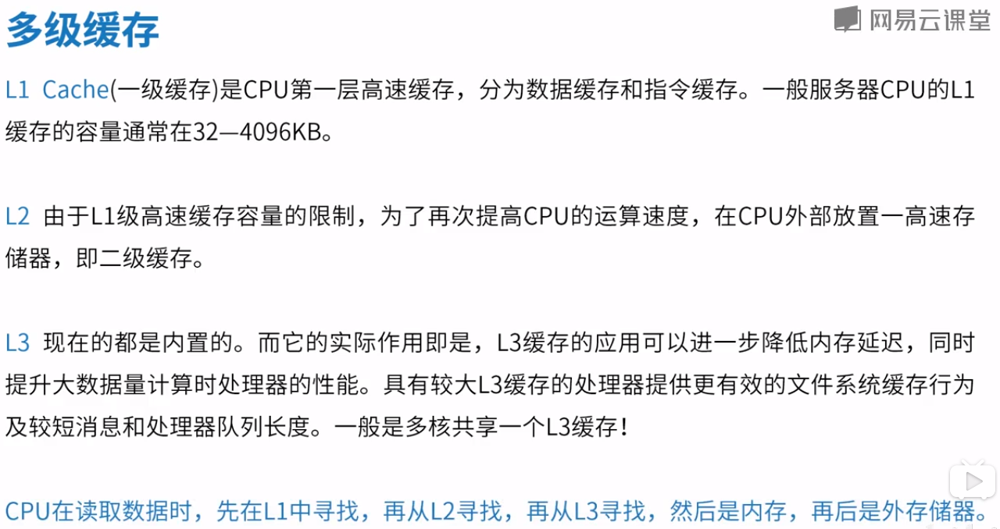 多级缓存
网易云课堂
L1 Cache(一级缓存)是CPU第一层高速缓存，分为数据缓存和指令缓存。一般服务器CPU的L1
缓存的容量通常在32—4096KB。
L2 由于L1级高速缓存容量的限制，为了再次提高CPU的运算速度，在CPU外部放置一高速存
储器，即二级缓存。
L3 现在的都是内置的。而它的实际作用即是，L3缓存的应用可以进一步降低内存延迟，同时
提升大数据量计算时处理器的性能。具有较大L3缓存的处理器提供更有效的文件系统缓存行为
及较短消息和处理器队列长度。一般是多核共享一个L3缓存！
CPU在读取数据时，先在L1中寻找，再从L2寻找，再从L3寻找，然后是内存，再后是外存储器。